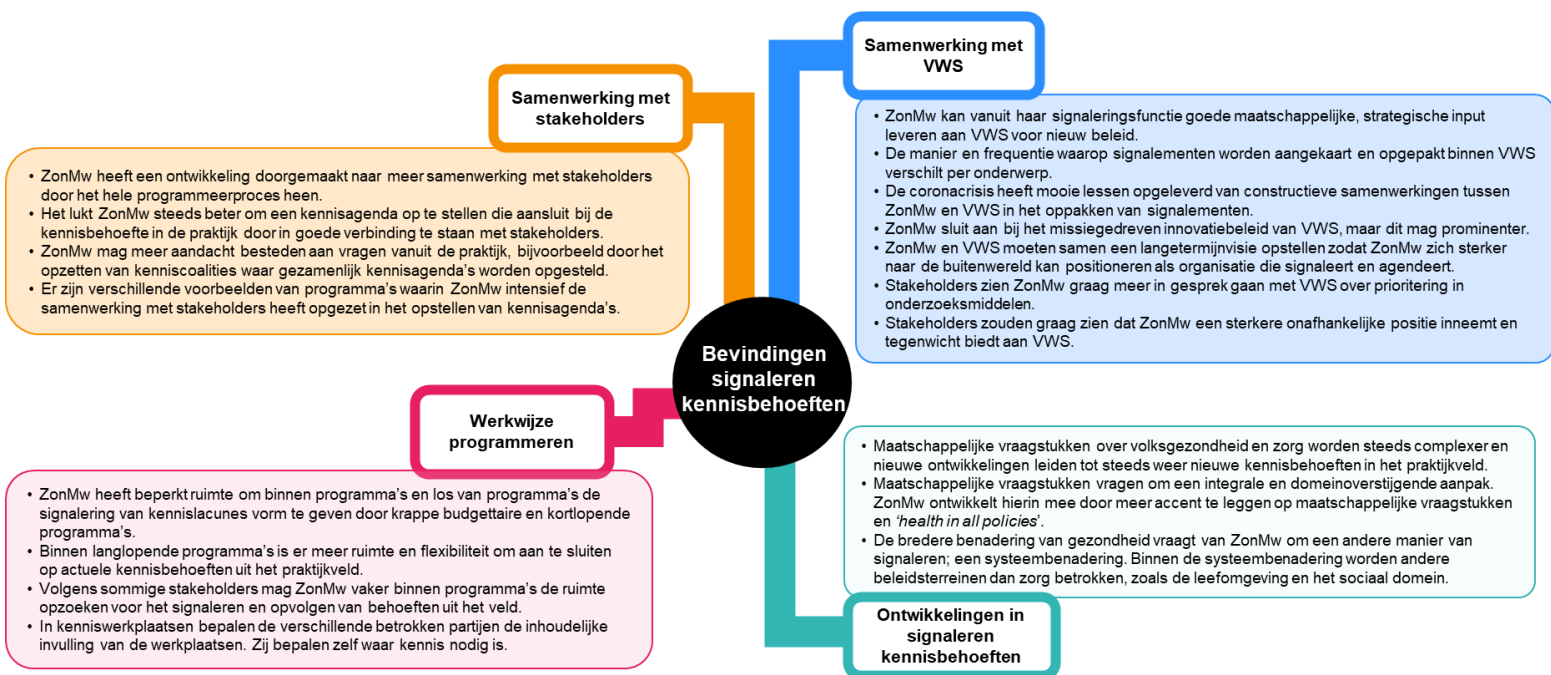 Samenwerking met
stakeholders
• ZonMw heeft een ontwikkeling doorgemaakt naar meer samenwerking met stakeholders
door het hele programmeerproces heen.
• Het lukt ZonMw steeds beter om een kennisagenda op te stellen die aansluit bij de
kennisbehoefte in de praktijk door in goede verbinding te staan met stakeholders.
• ZonMw mag meer aandacht besteden aan vragen vanuit de praktijk, bijvoorbeeld door het
opzetten van kenniscoalities waar gezamenlijk kennisagenda's worden opgesteld.
• Er zijn verschillende voorbeelden van programma's waarin ZonMw intensief de
samenwerking met stakeholders heeft opgezet in het opstellen van kennisagenda's.
Samenwerking met
VWS
• ZonMw kan vanuit haar signaleringsfunctie goede maatschappelijke, strategische input
leveren aan VWS voor nieuw beleid.
• De manier en frequentie waarop signalementen worden aangekaart en opgepakt binnen VWS
verschilt per onderwerp.
• De coronacrisis heeft mooie lessen opgeleverd van constructieve samenwerkingen tussen
ZonMw en VWS in het oppakken van signalementen.
• ZonMw sluit aan bij het missiegedreven innovatiebeleid van VWS, maar dit mag prominenter.
• ZonMw en VWS moeten samen een langetermijnvisie opstellen zodat ZonMw zich sterker
naar de buitenwereld kan positioneren als organisatie die signaleert en agendeert.
• Stakeholders zien ZonMw graag meer in gesprek gaan met VWS over prioritering in
onderzoeksmiddelen.
• Stakeholders zouden graag zien dat ZonMw een sterkere onafhankelijke positie inneemt en
tegenwicht biedt aan VWS.
Bevindingen
signaleren
kennisbehoeften
Werkwijze
programmeren
• ZonMw heeft beperkt ruimte om binnen programma's en los van programma's de
signalering van kennislacunes vorm te geven door krappe budgettaire en kortlopende
programma's.
• Binnen langlopende programma's is er meer ruimte en flexibiliteit om aan te sluiten
op actuele kennisbehoeften uit het praktijkveld.
• Volgens sommige stakeholders mag ZonMw vaker binnen programma's de ruimte
opzoeken voor het signaleren en opvolgen van behoeften uit het veld.
• In kenniswerkplaatsen bepalen de verschillende betrokken partijen de inhoudelijke
invulling van de werkplaatsen. Zij bepalen zelf waar kennis nodig is.
• Maatschappelijke vraagstukken over volksgezondheid en zorg worden steeds complexer en
nieuwe ontwikkelingen leiden tot steeds weer nieuwe kennisbehoeften in het praktijkveld.
• Maatschappelijke vraagstukken vragen om een integrale en domeinoverstijgende aanpak.
ZonMw ontwikkelt hierin mee door meer accent te leggen op maatschappelijke vraagstukken
en 'health in all policies'.
• De bredere benadering van gezondheid vraagt van ZonMw om een andere manier van
signaleren; een systeembenadering. Binnen de systeembenadering worden andere
beleidsterreinen dan zorg betrokken, zoals de leefomgeving en het sociaal domein.
Ontwikkelingen in
signaleren
kennisbehoeften